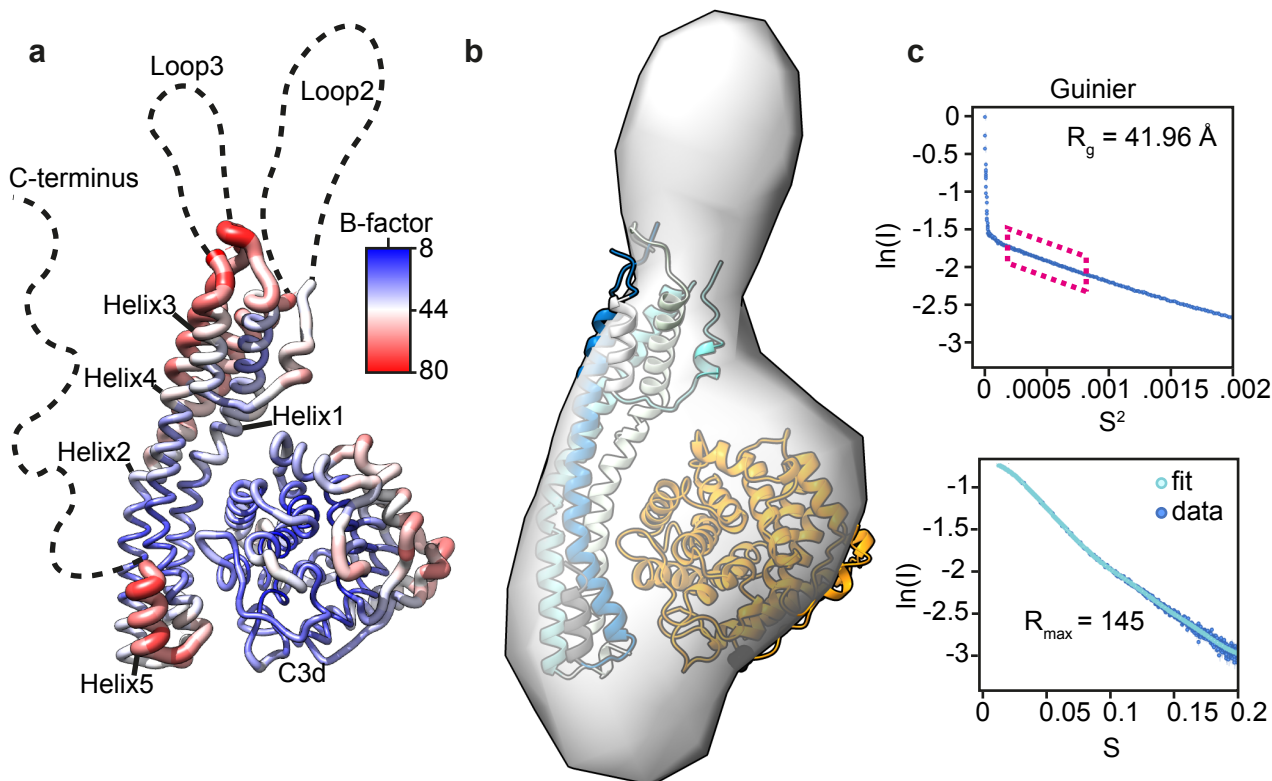 a
Loop3
Loop2
C-terminus
B-factor
8
44
80
Helix3
Helix4
Helix1
Helix2
Helix5
C3d
b
c
Guinier
R_g = 41.96 Å
ln(I)
0
-0.5
-1
-1.5
-2
-2.5
-3
0 .0005 .001 .0015 .002
S²
fit
data
R_max = 145
ln(I)
-1
-1.5
-2
-2.5
-3
0 0.05 0.1 0.15 0.2
S